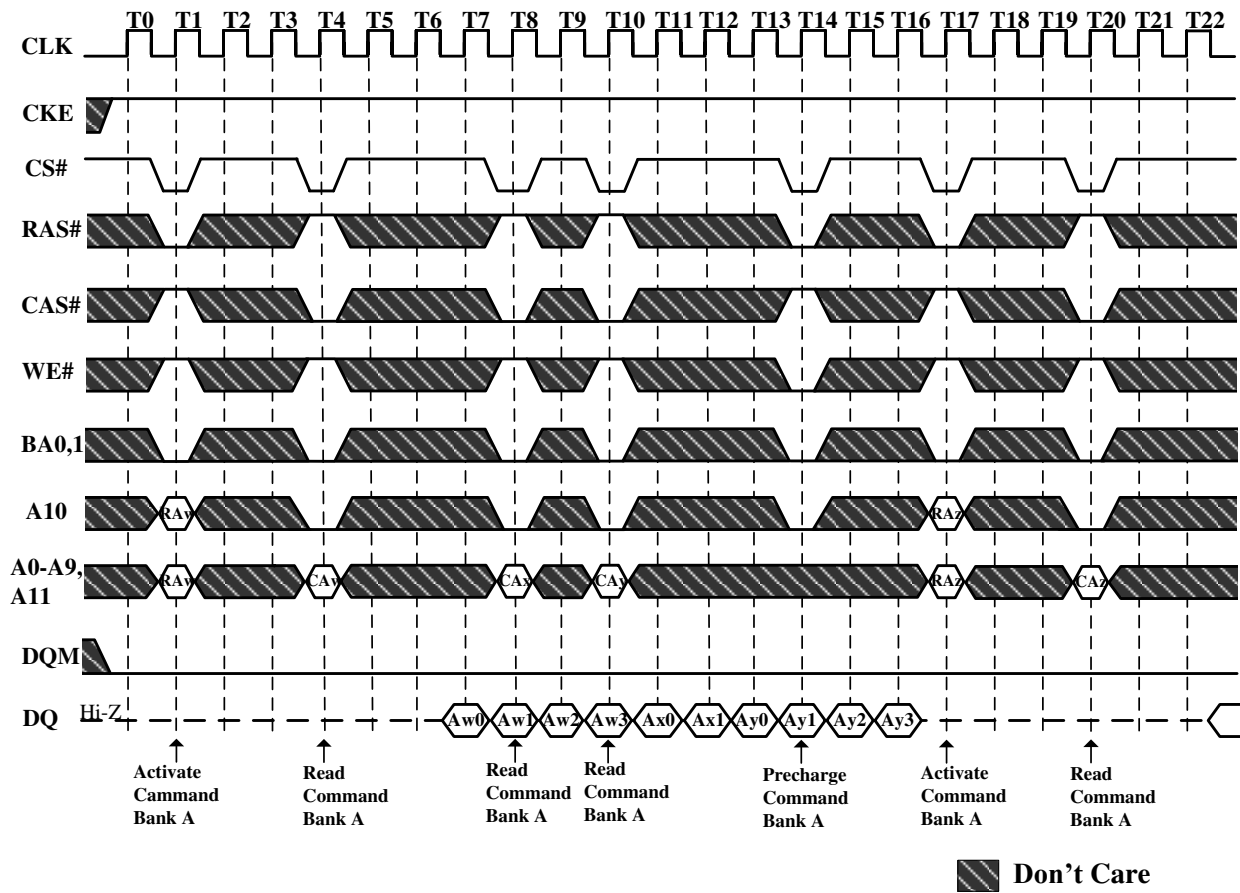 T0 T1 T2 T3 T4 T5 T6 T7 T8 T9 T10 T11 T12 T13 T14 T15 T16 T17 T18 T19 T20 T21 T22
CLK
CKE
CS#
RAS#
CAS#
WE#
BA0,1
A10 RAw RAz
A0-A9,
A11
RAw CAw CAx CAy RAz CAz
DQM
DQ Hi-Z Aw0 Aw1 Aw2 Aw3 Ax0 Ax1 Ay0 Ay1 Ay2 Ay3
Activate
Cammand
Bank A
Read
Command
Bank A
Read
Command
Bank A
Read
Command
Bank A
Precharge
Command
Bank A
Activate
Command
Bank A
Read
Command
Bank A
Don't Care